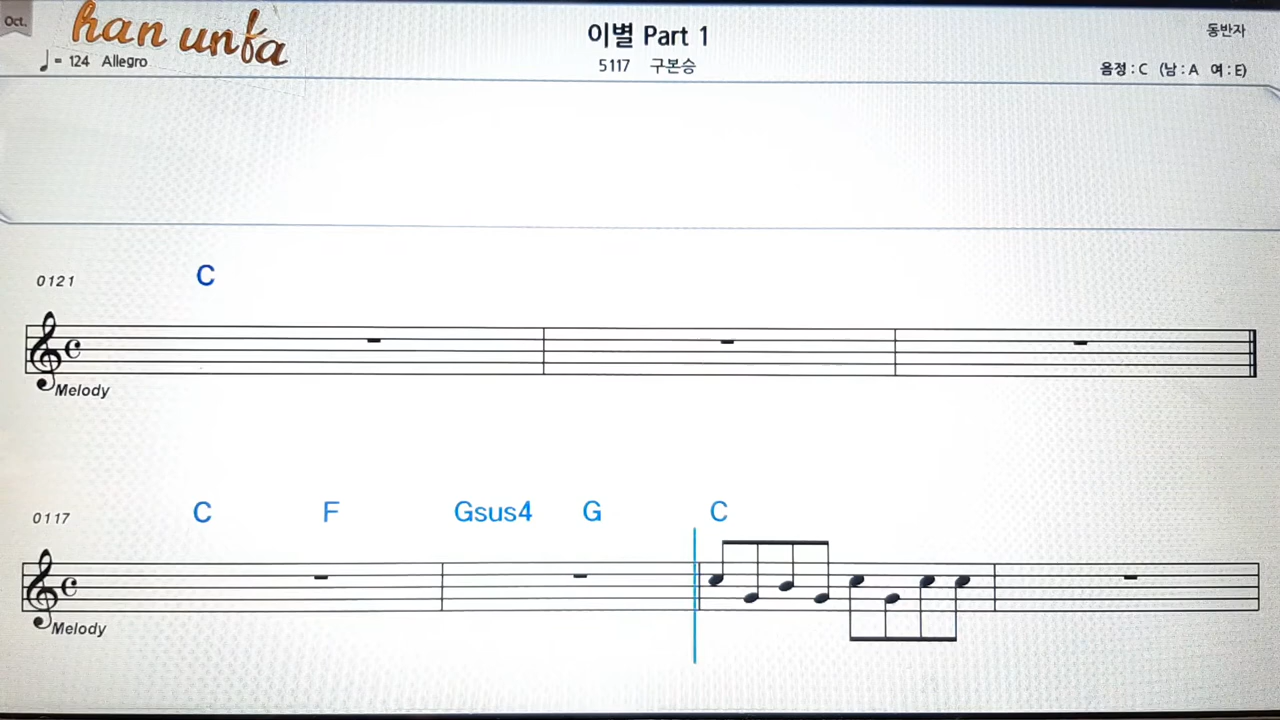 Oct.
han unfa
♩ = 124 Allegro
이별 Part 1
5117 구본승
동반자
음정 : C (남 : A 여 : E)
0121
C
Melody
0117
C F Gsus4 G C
Melody